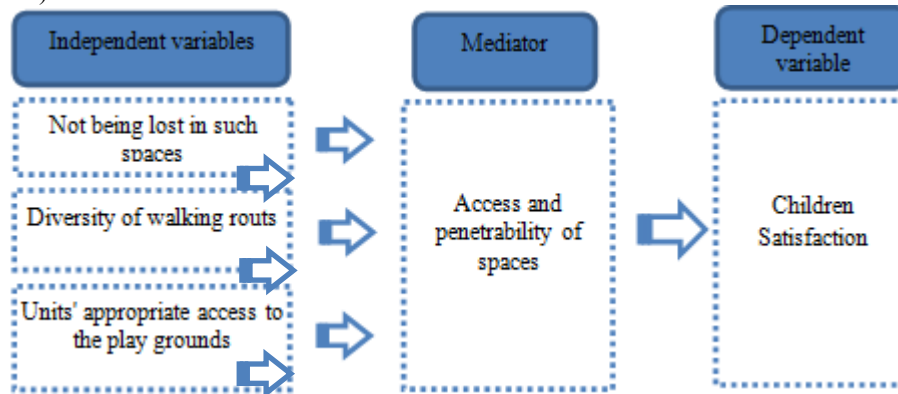 Independent variables
Mediator
Dependent
variable
Not being lost in such
spaces
Diversity of walking routs
Units' appropriate access to
the play grounds
Access and
penetrability of
spaces
Children
Satisfaction